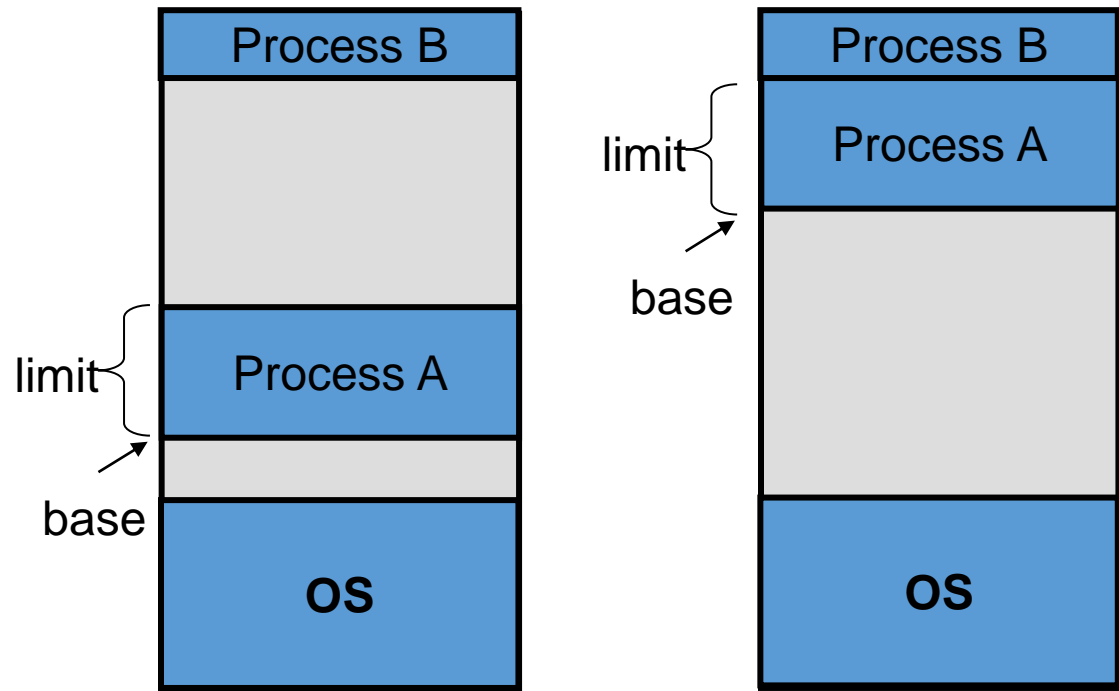 Process B
limit
Process A
base
OS
Process B
limit
Process A
base
OS